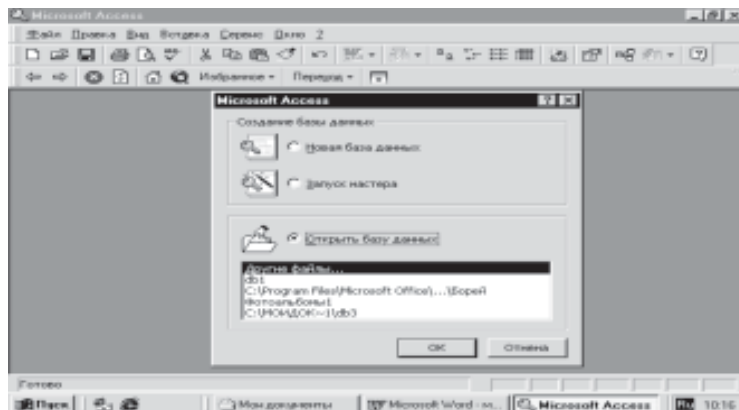 Microsoft Access
Файл Правка Вид Вставка Сервис Окно ?
Избранное Переход
Microsoft Access
Создание базы данных
Новая база данных
Запуск мастера
Открыть базу данных
Другие файлы...
db1
C:\Program Files\Microsoft Office\...\Борей
Фотоальбомы1
C:\МОИДОК~1\db3
OK Отмена
Готово
Пуск Мои документы Microsoft Word - м... Microsoft Access Ru 10:16